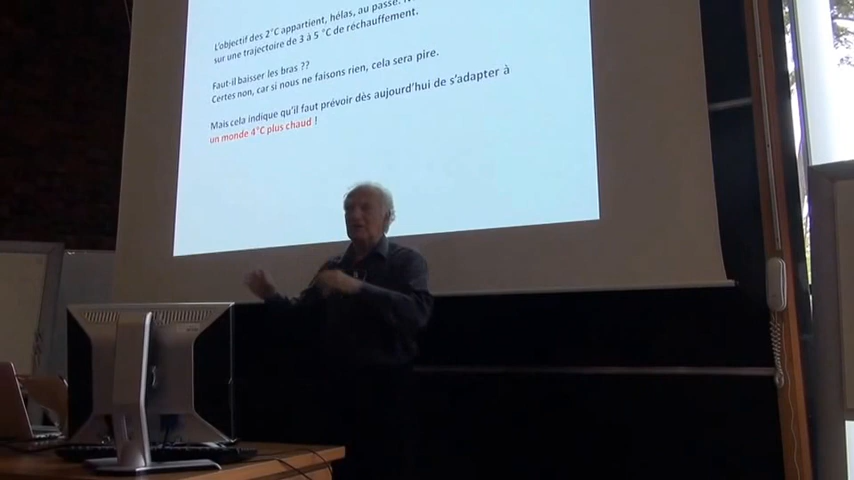 L'objectif des 2°C appartient, hélas, au passé.
sur une trajectoire de 3 à 5 °C de réchauffement.
Faut-il baisser les bras ??
Certes non, car si nous ne faisons rien, cela sera pire.
Mais cela indique qu'il faut prévoir dès aujourd'hui de s'adapter à
un monde 4°C plus chaud !